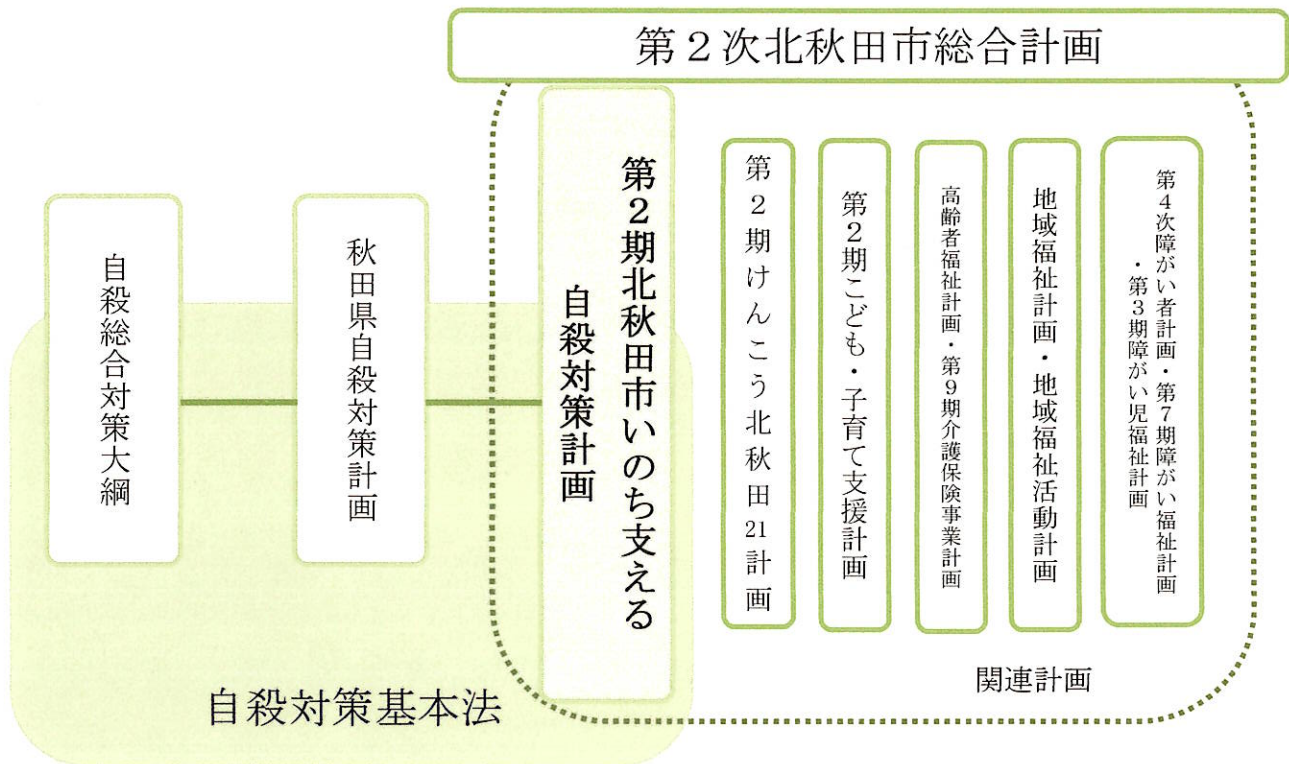 第２次北秋田市総合計画
自殺総合対策大綱
秋田県自殺対策計画
第２期北秋田市いのち支える
自殺対策計画
第２期けんこう北秋田21計画
第２期こども・子育て支援計画
高齢者福祉計画・第９期介護保険事業計画
地域福祉計画・地域福祉活動計画
第４次障がい者計画・第７期障がい福祉計画
・第３期障がい児福祉計画
関連計画
自殺対策基本法